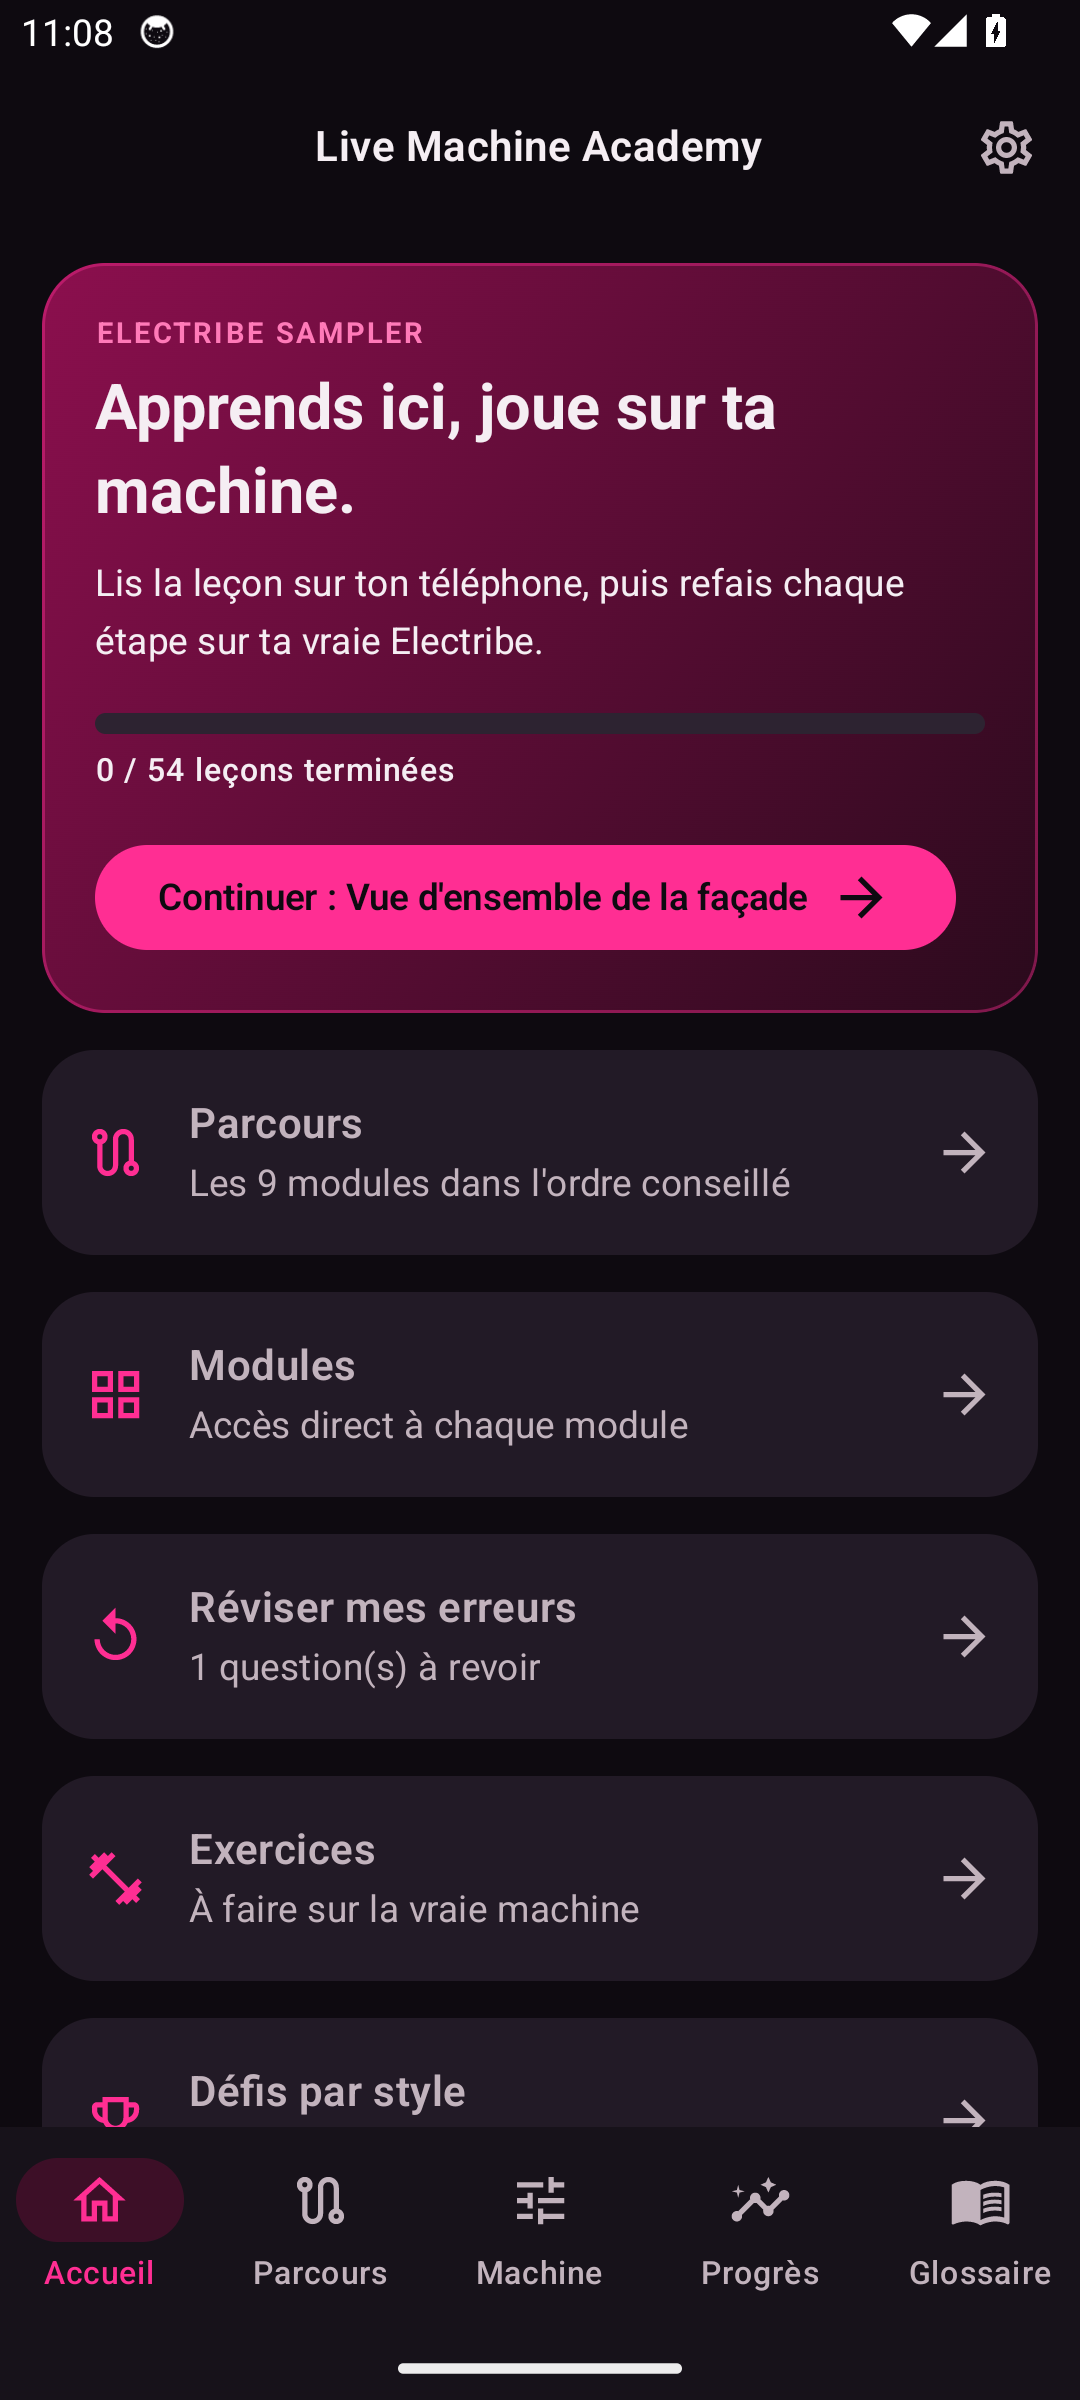 11:08
Live Machine Academy
ELECTRIBE SAMPLER
Apprends ici, joue sur ta
machine.
Lis la leçon sur ton téléphone, puis refais chaque
étape sur ta vraie Electribe.
0 / 54 leçons terminées
Continuer : Vue d'ensemble de la façade
Parcours
Les 9 modules dans l'ordre conseillé
Modules
Accès direct à chaque module
Réviser mes erreurs
1 question(s) à revoir
Exercices
À faire sur la vraie machine
Défis par style
Accueil
Parcours
Machine
Progrès
Glossaire